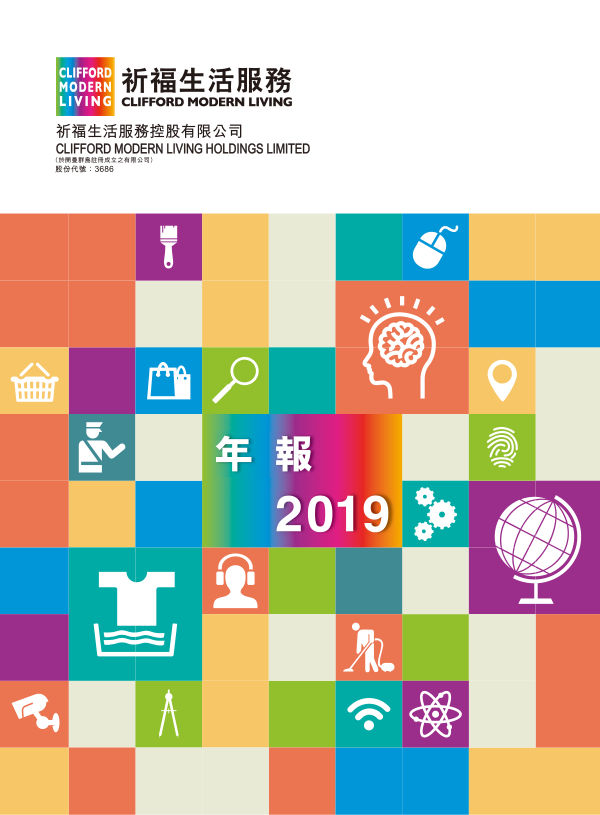 CLIFFORD
MODERN
LIVING
祈福生活服務
CLIFFORD MODERN LIVING
祈福生活服務控股有限公司
CLIFFORD MODERN LIVING HOLDINGS LIMITED
(於開曼群島註冊成立之有限公司)
股份代號：3686
年 報
2019